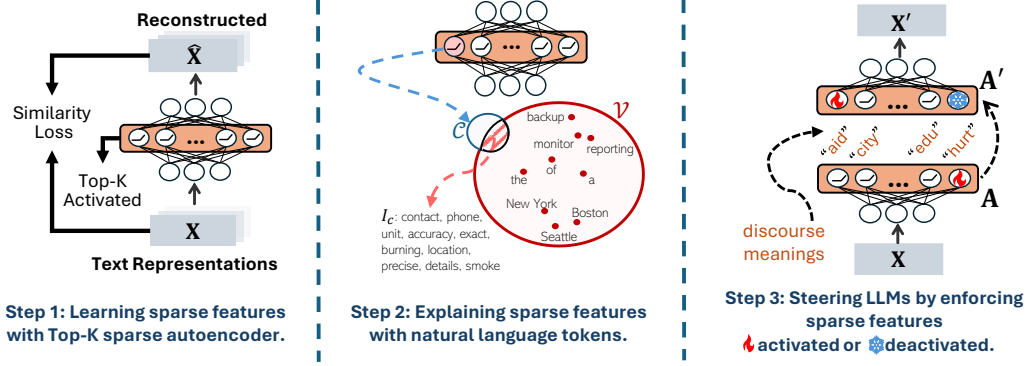 Reconstructed
X̂
Similarity
Loss
Top-K
Activated
X
Text Representations
Step 1: Learning sparse features
with Top-K sparse autoencoder.
...
C
V
backup
monitor
reporting
of
the
a
New York
Boston
Seattle
I_c: contact, phone,
unit, accuracy, exact,
burning, location,
precise, details, smoke
Step 2: Explaining sparse features
with natural language tokens.
X′
A′
...
"aid"
"city"
"edu"
"hurt"
...
A
discourse
meanings
X
Step 3: Steering LLMs by enforcing
sparse features
activated or deactivated.